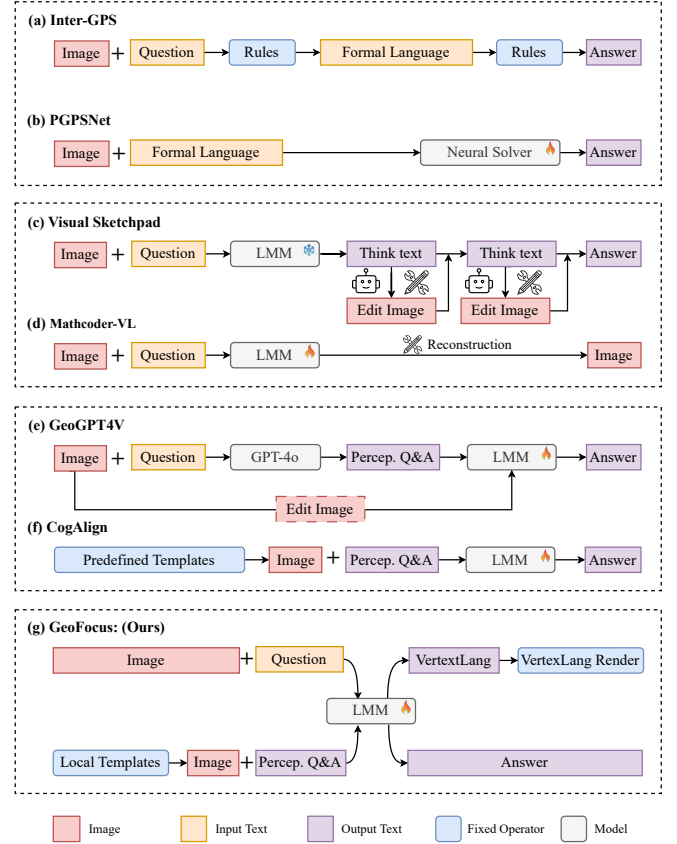 (a) Inter-GPS
Image + Question Rules Formal Language Rules Answer
(b) PGPSNet
Image + Formal Language Neural Solver Answer
(c) Visual Sketchpad
Image + Question LMM Think text Think text Answer
Edit Image Edit Image
(d) Mathcoder-VL
Image + Question LMM Reconstruction Image
(e) GeoGPT4V
Image + Question GPT-4o Percep. Q&A LMM Answer
Edit Image
(f) CogAlign
Predefined Templates Image + Percep. Q&A LMM Answer
(g) GeoFocus: (Ours)
Image + Question VertextLang VertexLang Render
LMM
Local Templates Image + Percep. Q&A Answer
Image Input Text Output Text Fixed Operator Model